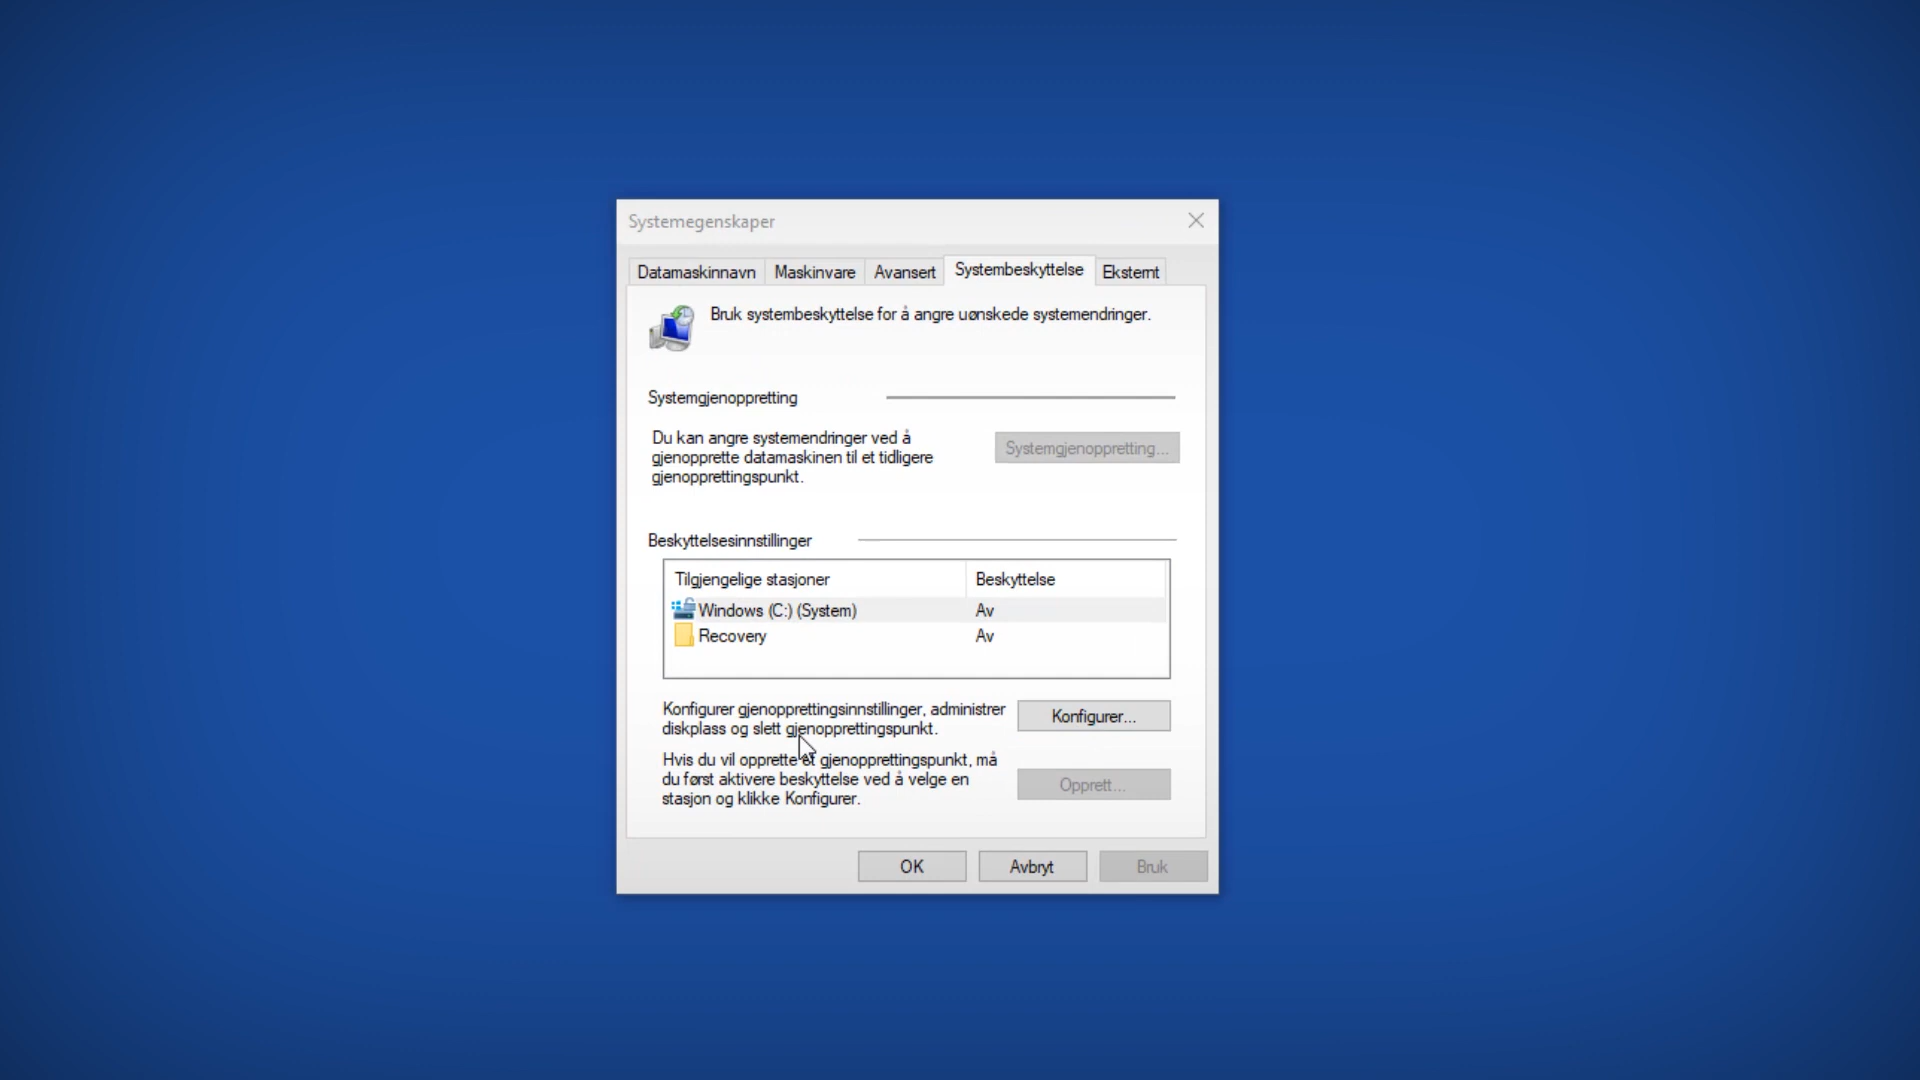 Systemegenskaper
Datamaskinnavn Maskinvare Avansert Systembeskyttelse Eksternt
Bruk systembeskyttelse for å angre uønskede systemendringer.
Systemgjenoppretting
Du kan angre systemendringer ved å
gjenopprette datamaskinen til et tidligere
gjenopprettingspunkt.
Systemgjenoppretting...
Beskyttelsesinnstillinger
Tilgjengelige stasjoner Beskyttelse
Windows (C:) (System) Av
Recovery Av
Konfigurer gjenopprettingsinnstillinger, administrer
diskplass og slett gjenopprettingspunkt.
Konfigurer...
Hvis du vil opprette et gjenopprettingspunkt, må
du først aktivere beskyttelse ved å velge en
stasjon og klikke Konfigurer.
Opprett...
OK Avbryt Bruk